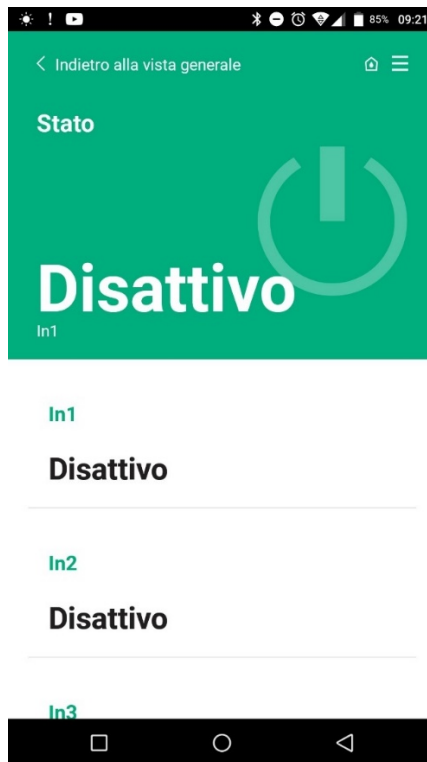 85% 09:21
Indietro alla vista generale
Stato
Disattivo
In1
In1
Disattivo
In2
Disattivo
In3